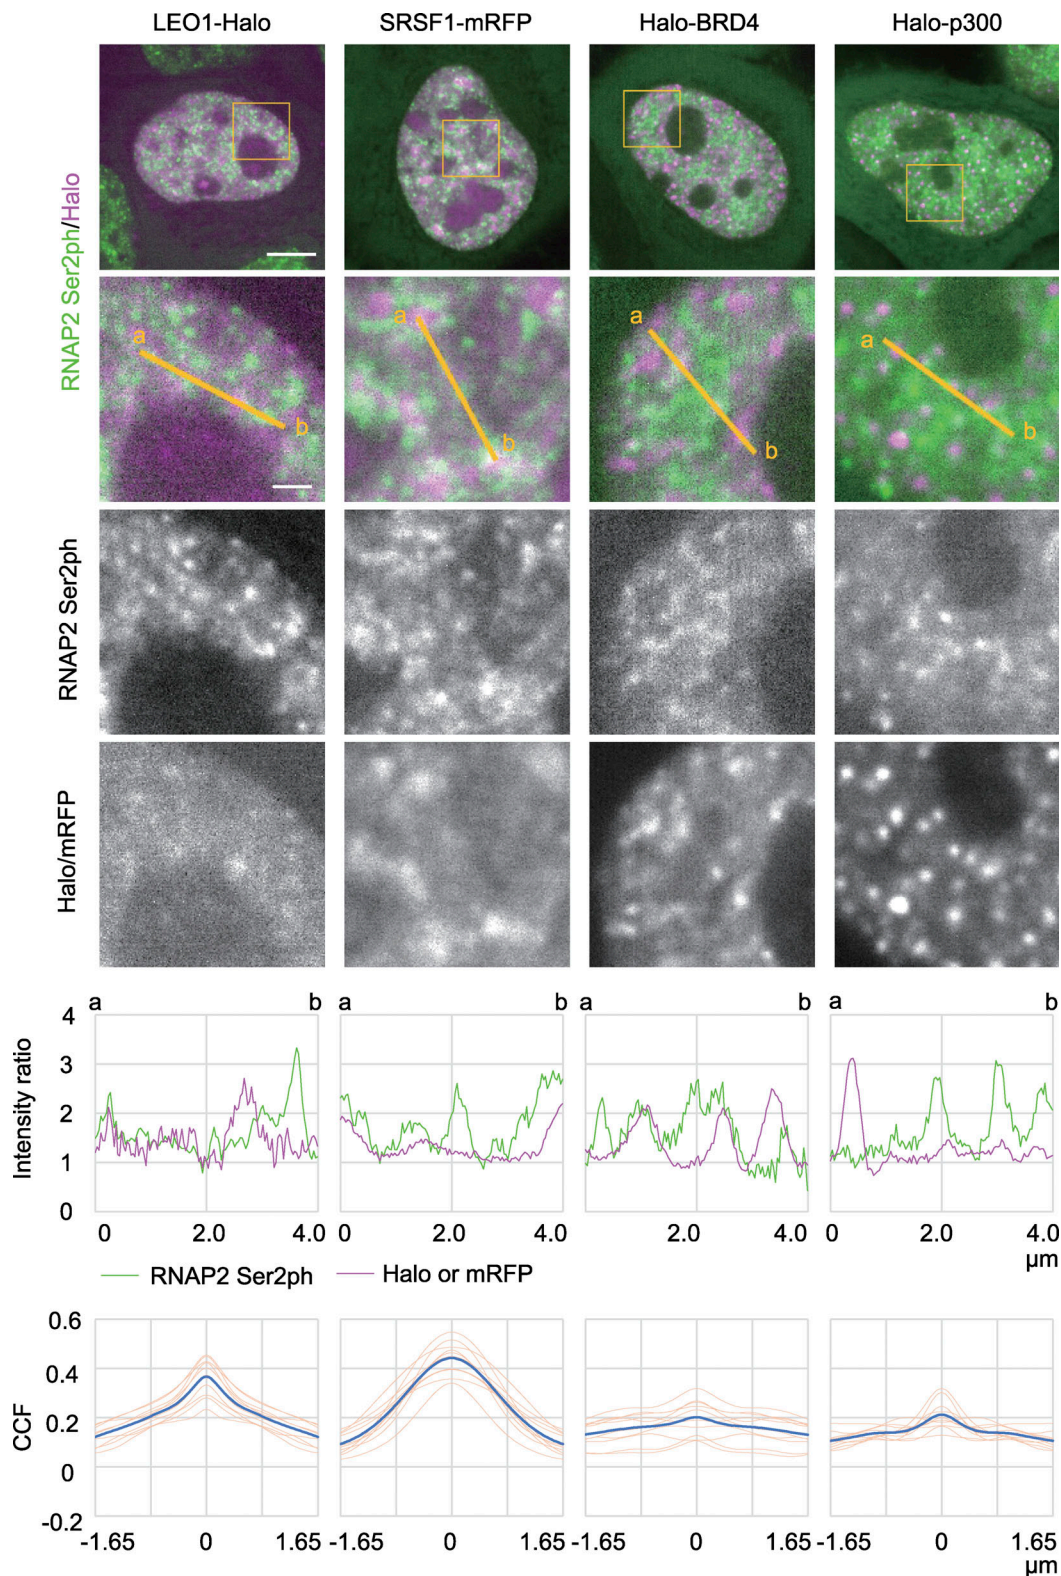 LEO1-Halo SRSF1-mRFP Halo-BRD4 Halo-p300
RNAP2 Ser2ph/Halo
a b a b a b a b
RNAP2 Ser2ph
Halo/mRFP
a b a b a b
Intensity ratio
4
3
2
1
0
0 2.0 4.0 2.0 4.0 2.0 4.0 0 2.0 4.0
μm
RNAP2 Ser2ph Halo or mRFP
CCF
0.6
0.4
0.2
0
-0.2
-1.65 0 1.65 -1.65 0 1.65 -1.65 0 1.65 -1.65 0 1.65
μm